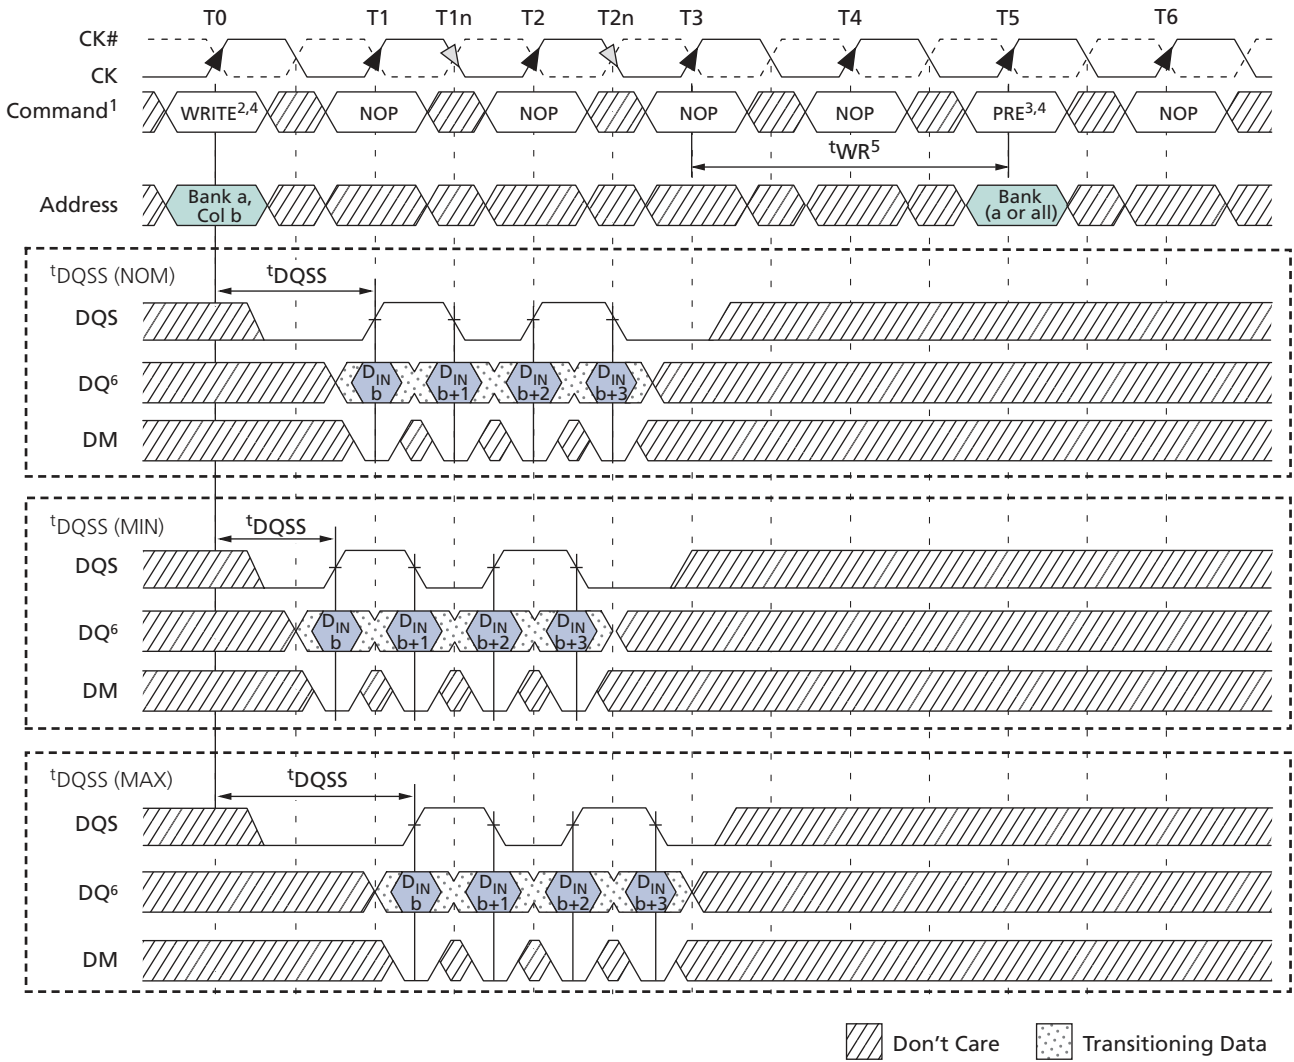 T0 T1 T1n T2 T2n T3 T4 T5 T6
CK#
CK
Command¹ WRITE²,⁴ NOP NOP NOP NOP PRE³,⁴ NOP
ᵗWR⁵
Address Bank a, Col b Bank (a or all)
ᵗDQSS (NOM) ᵗDQSS
DQS
DQ⁶ DIN b DIN b+1 DIN b+2 DIN b+3
DM
ᵗDQSS (MIN) ᵗDQSS
DQS
DQ⁶ DIN b DIN b+1 DIN b+2 DIN b+3
DM
ᵗDQSS (MAX) ᵗDQSS
DQS
DQ⁶ DIN b DIN b+1 DIN b+2 DIN b+3
DM
Don't Care Transitioning Data